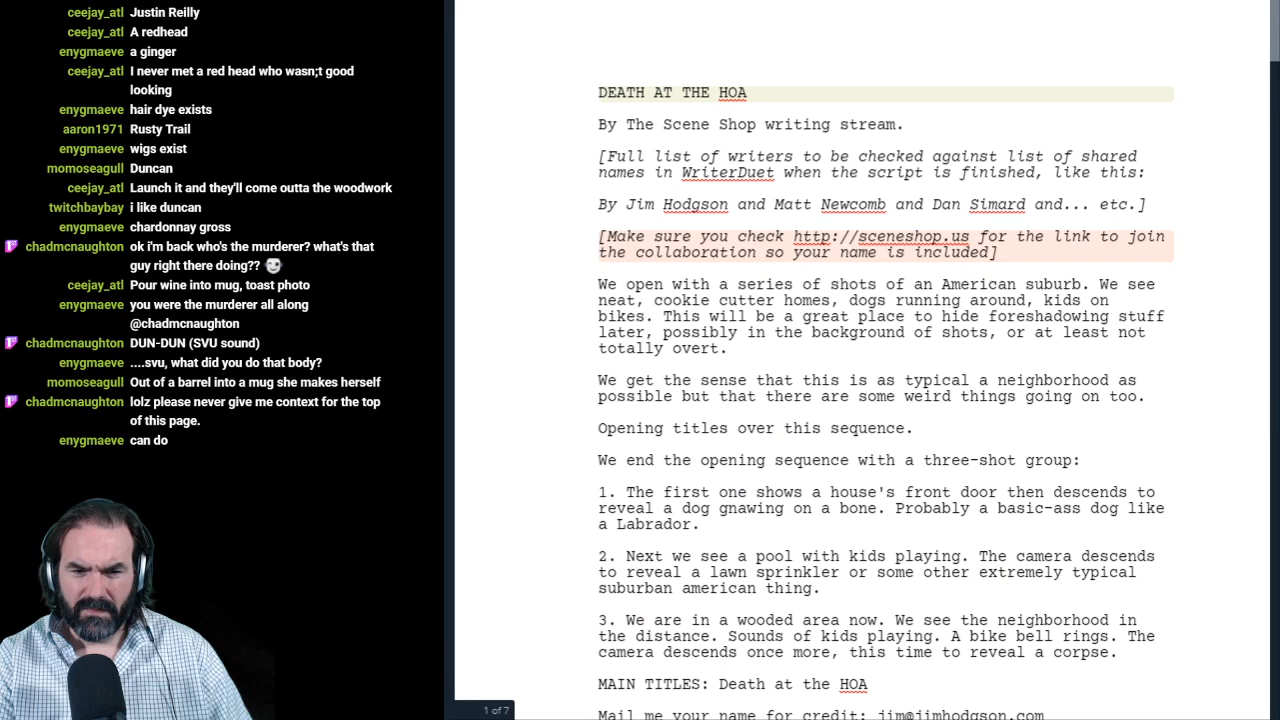 ceejay_atl Justin Reilly
ceejay_atl A redhead
enygmaeve a ginger
ceejay_atl I never met a red head who wasn;t good
looking
enygmaeve hair dye exists
aaron1971 Rusty Trail
enygmaeve wigs exist
momoseagull Duncan
ceejay_atl Launch it and they'll come outta the woodwork
twitchbaybay i like duncan
enygmaeve chardonnay gross
chadmcnaughton ok i'm back who's the murderer? what's that
guy right there doing??
ceejay_atl Pour wine into mug, toast photo
enygmaeve you were the murderer all along
@chadmcnaughton
chadmcnaughton DUN-DUN (SVU sound)
enygmaeve ....svu, what did you do that body?
momoseagull Out of a barrel into a mug she makes herself
chadmcnaughton lolz please never give me context for the top
of this page.
enygmaeve can do
DEATH AT THE HOA
By The Scene Shop writing stream.
[Full list of writers to be checked against list of shared
names in WriterDuet when the script is finished, like this:
By Jim Hodgson and Matt Newcomb and Dan Simard and... etc.]
[Make sure you check http://sceneshop.us for the link to join
the collaboration so your name is included]
We open with a series of shots of an American suburb. We see
neat, cookie cutter homes, dogs running around, kids on
bikes. This will be a great place to hide foreshadowing stuff
later, possibly in the background of shots, or at least not
totally overt.
We get the sense that this is as typical a neighborhood as
possible but that there are some weird things going on too.
Opening titles over this sequence.
We end the opening sequence with a three-shot group:
1. The first one shows a house's front door then descends to
reveal a dog gnawing on a bone. Probably a basic-ass dog like
a Labrador.
2. Next we see a pool with kids playing. The camera descends
to reveal a lawn sprinkler or some other extremely typical
suburban american thing.
3. We are in a wooded area now. We see the neighborhood in
the distance. Sounds of kids playing. A bike bell rings. The
camera descends once more, this time to reveal a corpse.
MAIN TITLES: Death at the HOA
Mail me your name for credit: jim@jimhodgson.com
1 of 7